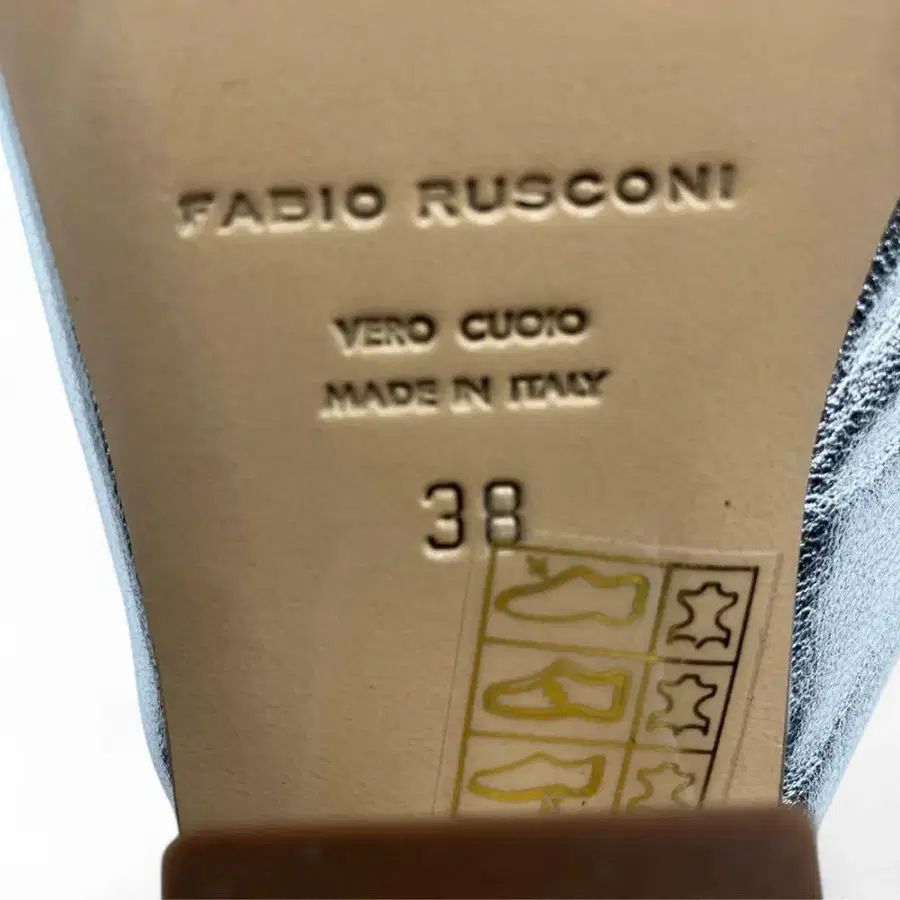 FABIO RUSCONI
VERO CUOIO
MADE IN ITALY
38